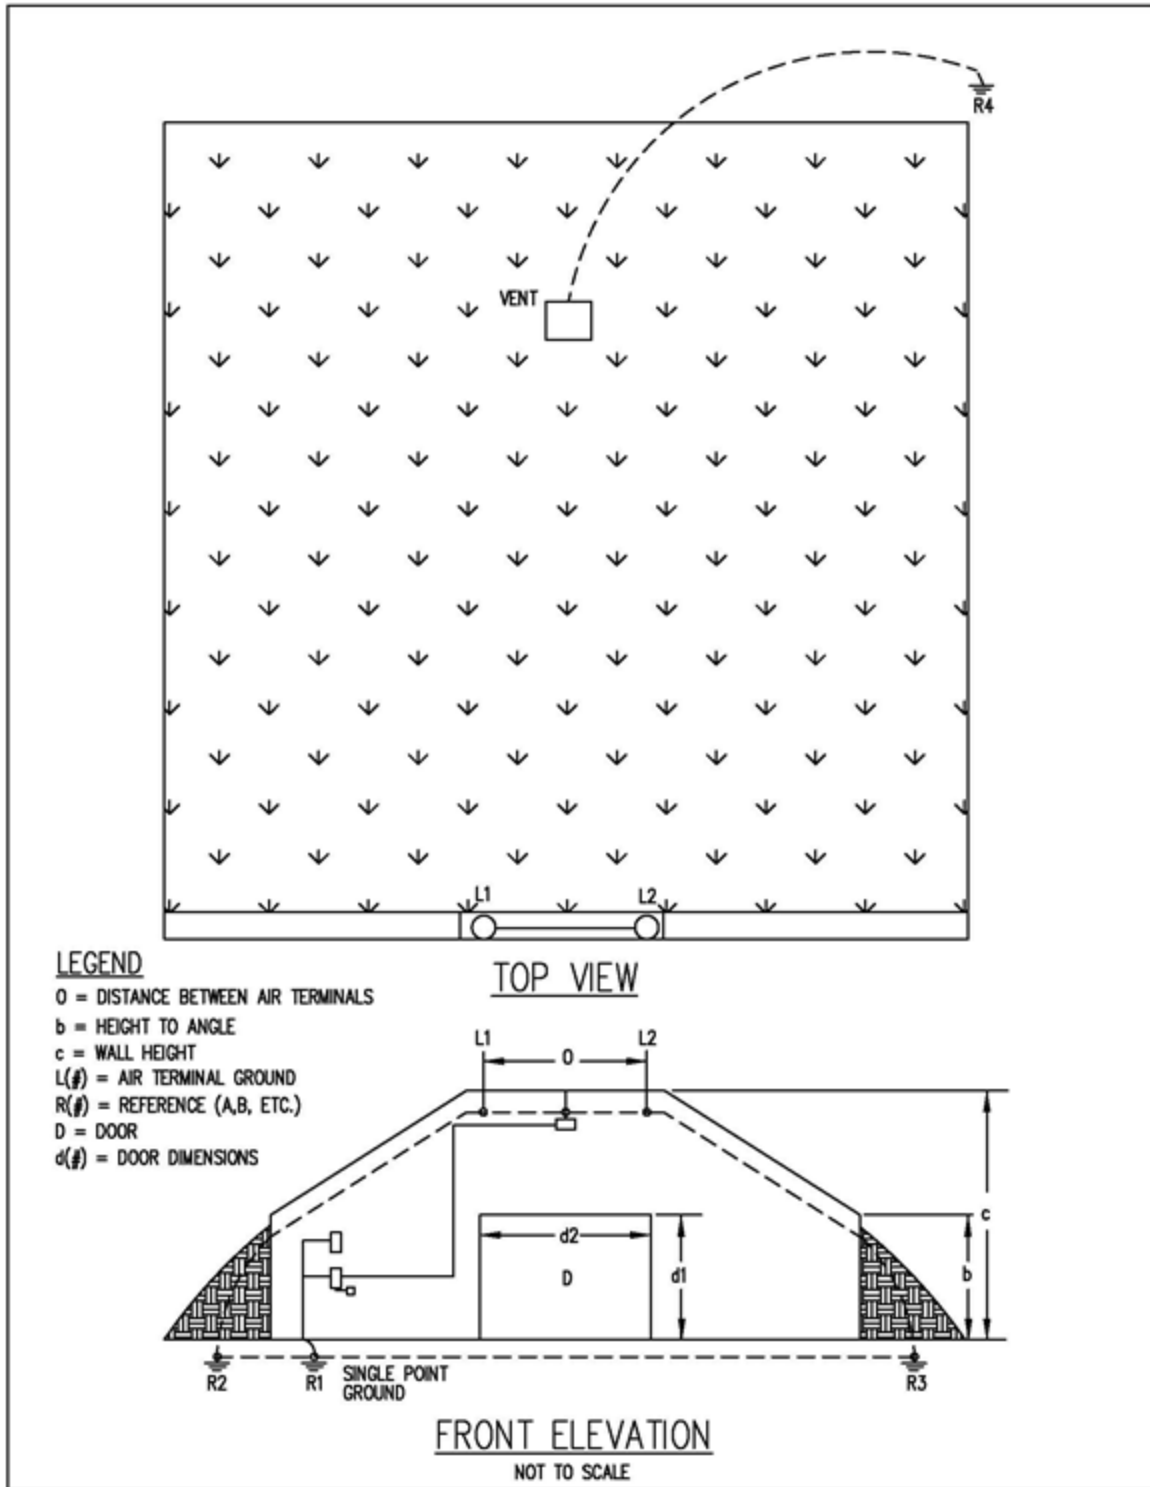 R4
VENT
L1 L2
TOP VIEW
LEGEND
O = DISTANCE BETWEEN AIR TERMINALS
b = HEIGHT TO ANGLE
c = WALL HEIGHT
L(#) = AIR TERMINAL GROUND
R(#) = REFERENCE (A,B, ETC.)
D = DOOR
d(#) = DOOR DIMENSIONS
L1 L2
O
c
d2
D
d1
b
R2 R1 SINGLE POINT
GROUND
R3
FRONT ELEVATION
NOT TO SCALE